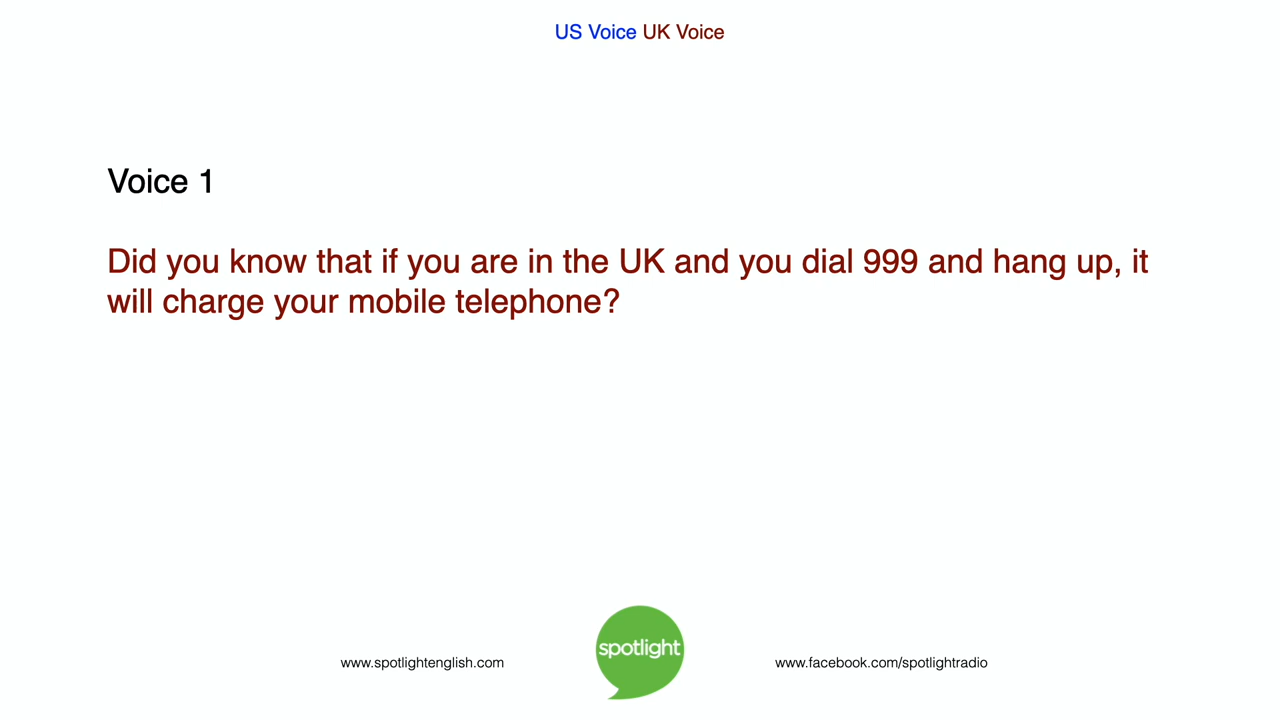 US Voice UK Voice
Voice 1
Did you know that if you are in the UK and you dial 999 and hang up, it
will charge your mobile telephone?
spotlight
www.spotlightenglish.com
www.facebook.com/spotlightradio